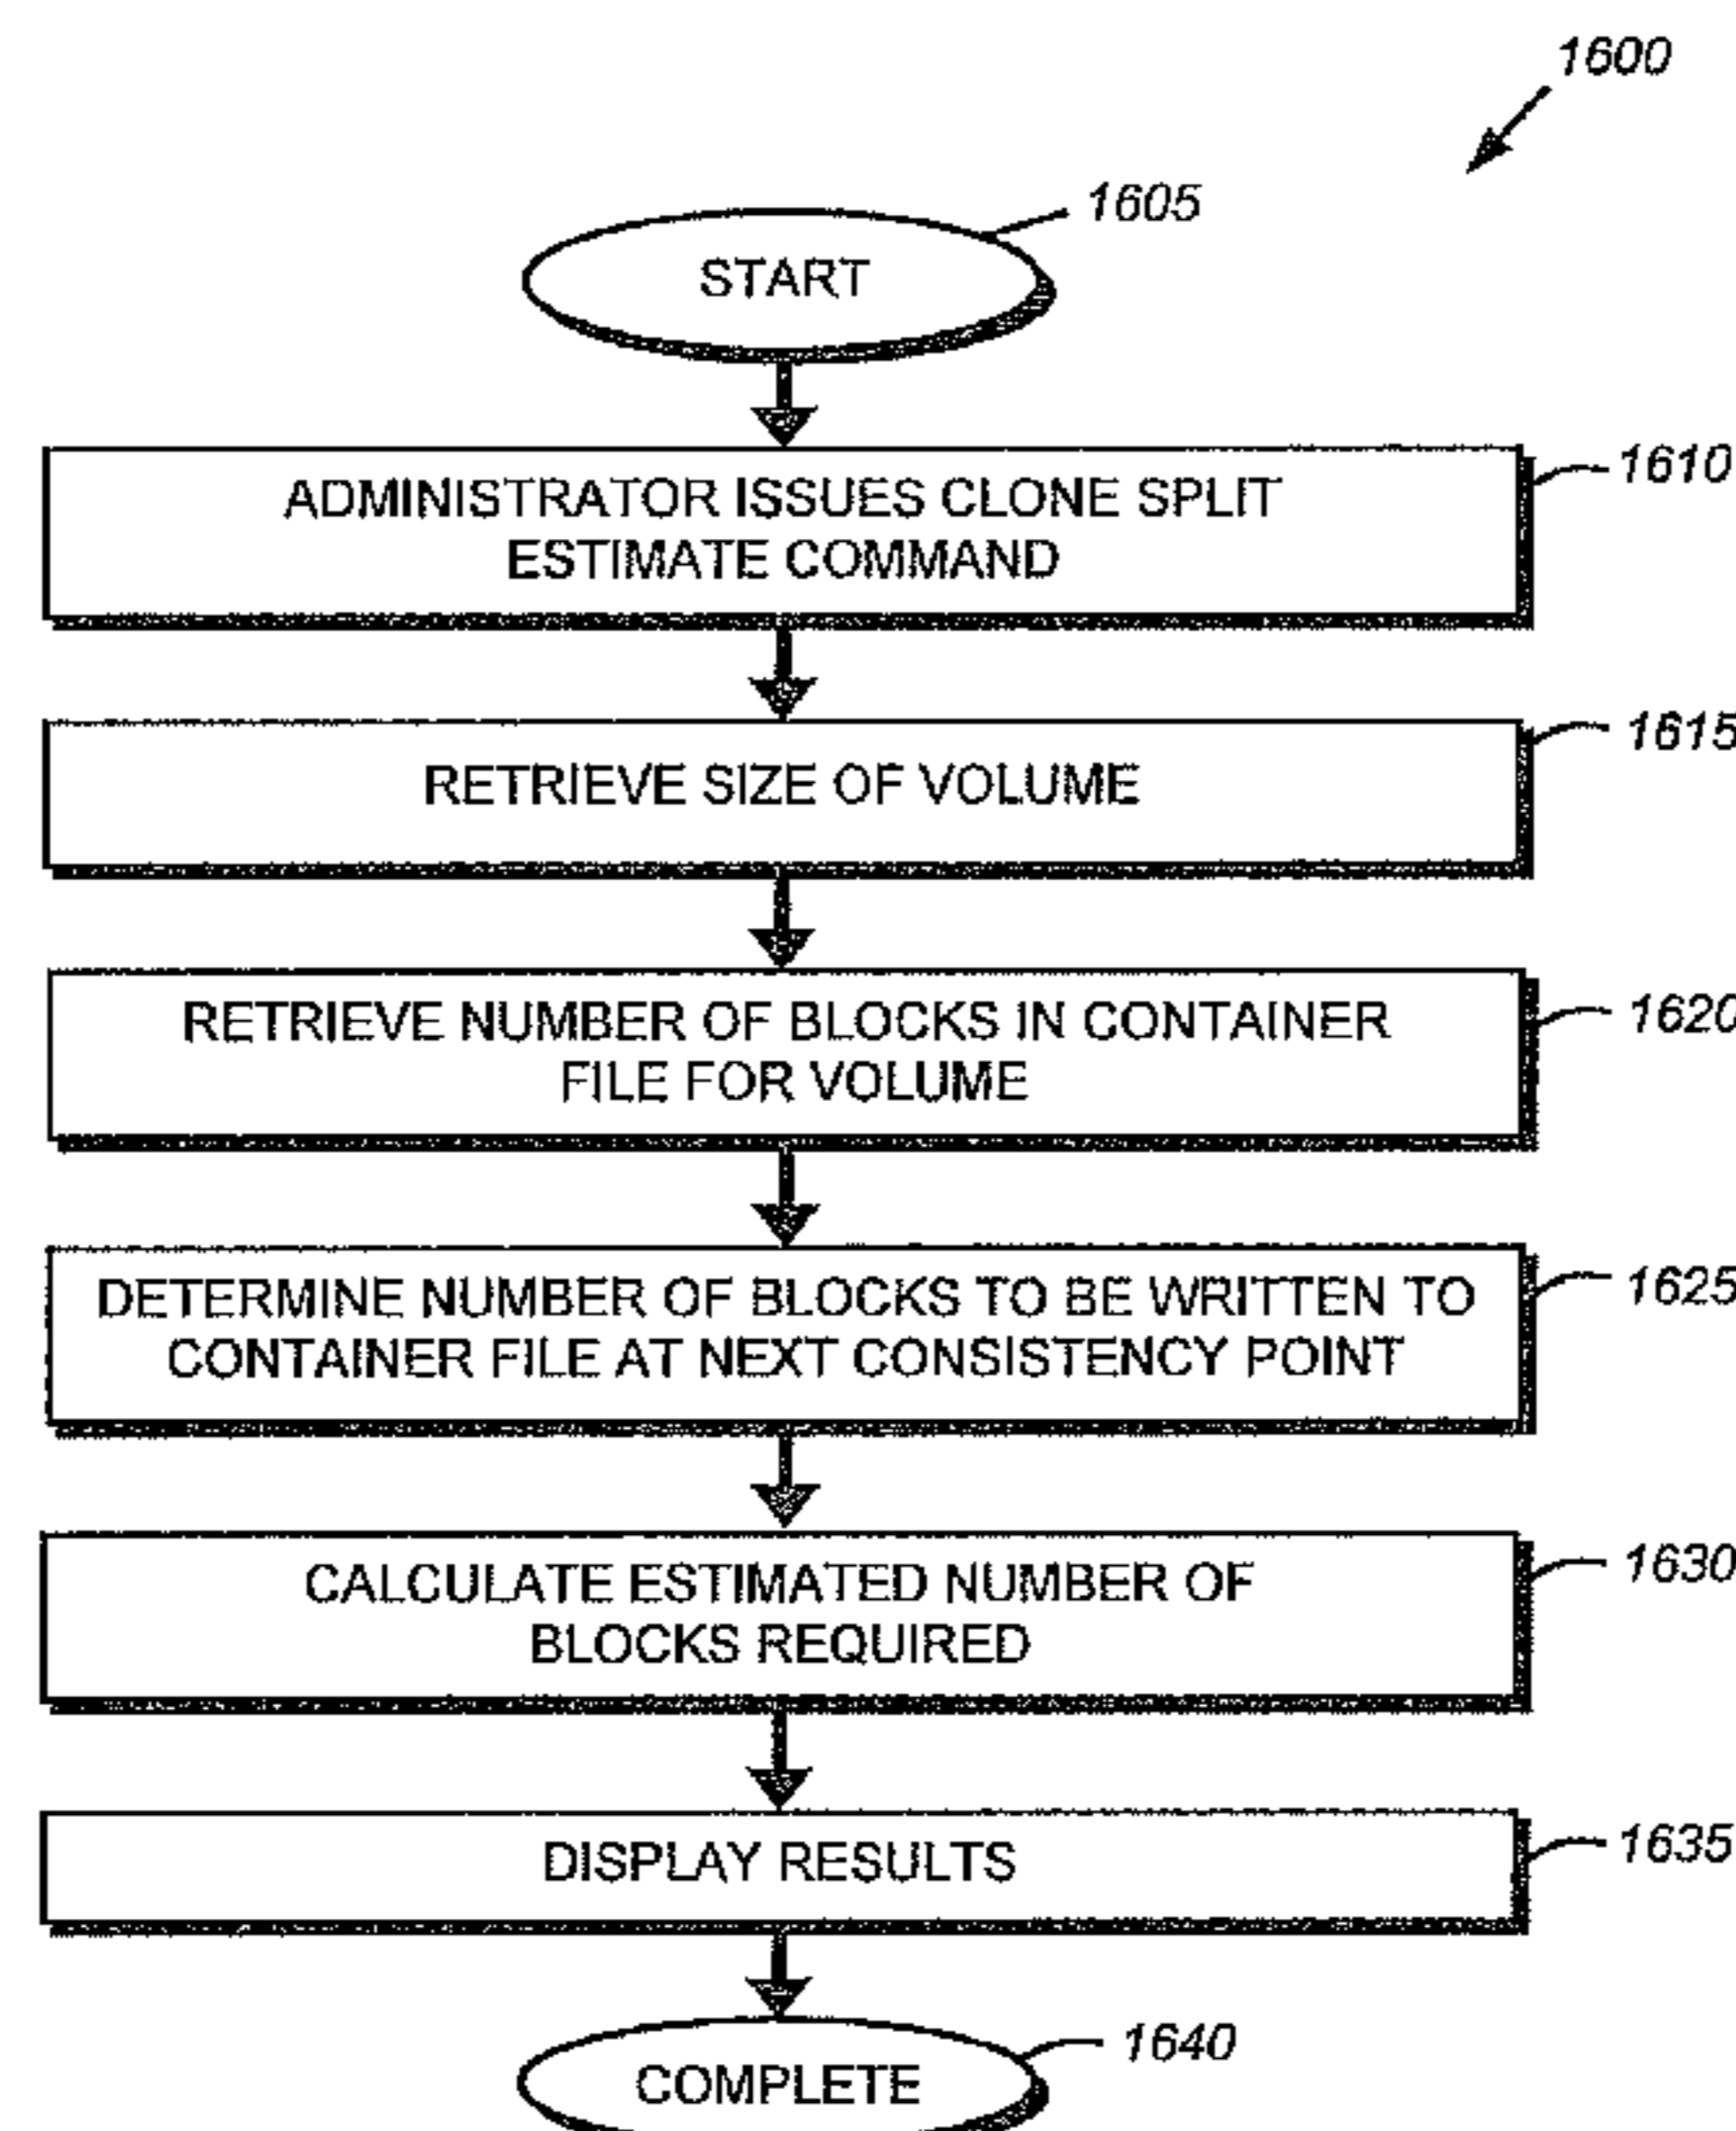 1600
1605
START
1610
ADMINISTRATOR ISSUES CLONE SPLIT
ESTIMATE COMMAND
1615
RETRIEVE SIZE OF VOLUME
1620
RETRIEVE NUMBER OF BLOCKS IN CONTAINER
FILE FOR VOLUME
1625
DETERMINE NUMBER OF BLOCKS TO BE WRITTEN TO
CONTAINER FILE AT NEXT CONSISTENCY POINT
1630
CALCULATE ESTIMATED NUMBER OF
BLOCKS REQUIRED
1635
DISPLAY RESULTS
1640
COMPLETE